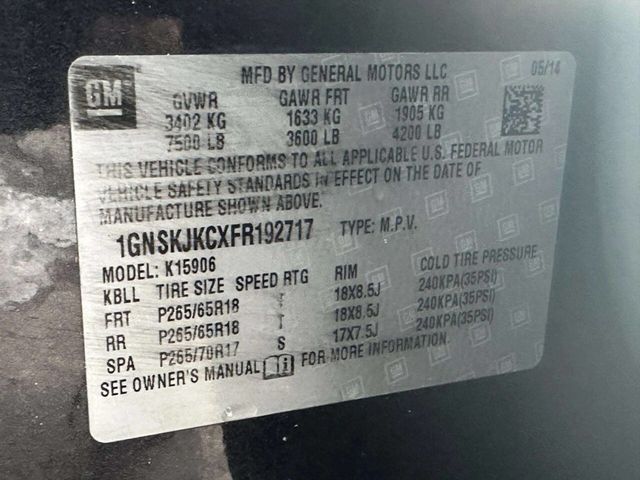 GM
MFD BY GENERAL MOTORS LLC 05/14
GVWR GAWR FRT GAWR RR
3402 KG 1633 KG 1905 KG
7500 LB 3600 LB 4200 LB
THIS VEHICLE CONFORMS TO ALL APPLICABLE U.S. FEDERAL MOTOR
VEHICLE SAFETY STANDARDS IN EFFECT ON THE DATE OF
MANUFACTURE SHOWN ABOVE.
1GNSKJKCXFR192717 TYPE: M.P.V.
MODEL: K15906
KBLL TIRE SIZE SPEED RTG RIM COLD TIRE PRESSURE
FRT P265/65R18 T 18X8.5J 240KPA(35PSI)
RR P265/65R18 T 18X8.5J 240KPA(35PSI)
SPA P265/70R17 S 17X7.5J 240KPA(35PSI)
SEE OWNER'S MANUAL FOR MORE INFORMATION.